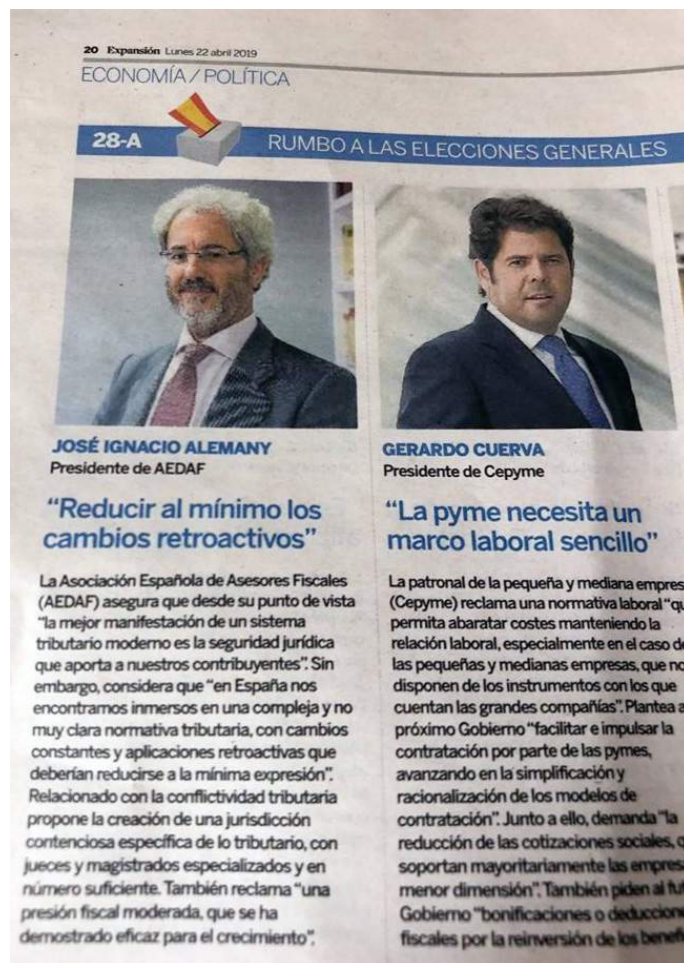 20 Expansión Lunes 22 abril 2019
ECONOMÍA / POLÍTICA
28-A
RUMBO A LAS ELECCIONES GENERALES
JOSÉ IGNACIO ALEMANY
Presidente de AEDAF
“Reducir al mínimo los
cambios retroactivos”
La Asociación Española de Asesores Fiscales
(AEDAF) asegura que desde su punto de vista
“la mejor manifestación de un sistema
tributario moderno es la seguridad jurídica
que aporta a nuestros contribuyentes”. Sin
embargo, considera que “en España nos
encontramos inmersos en una compleja y no
muy clara normativa tributaria, con cambios
constantes y aplicaciones retroactivas que
deberían reducirse a la mínima expresión”.
Relacionado con la conflictividad tributaria
propone la creación de una jurisdicción
contenciosa específica de lo tributario, con
jueces y magistrados especializados y en
número suficiente. También reclama “una
presión fiscal moderada, que se ha
demostrado eficaz para el crecimiento”.
GERARDO CUERVA
Presidente de Cepyme
“La pyme necesita un
marco laboral sencillo”
La patronal de la pequeña y mediana empres
(Cepyme) reclama una normativa laboral “qu
permita abaratar costes manteniendo la
relación laboral, especialmente en el caso de
las pequeñas y medianas empresas, que no
disponen de los instrumentos con los que
cuentan las grandes compañías”. Plantea a
próximo Gobierno “facilitar e impulsar la
contratación por parte de las pymes,
avanzando en la simplificación y
racionalización de los modelos de
contratación”. Junto a ello, demanda “la
reducción de las cotizaciones sociales, q
soportan mayoritariamente las empresa
menor dimensión”. También piden al fut
Gobierno “bonificaciones o deduccione
fiscales por la reinversión de los benefi